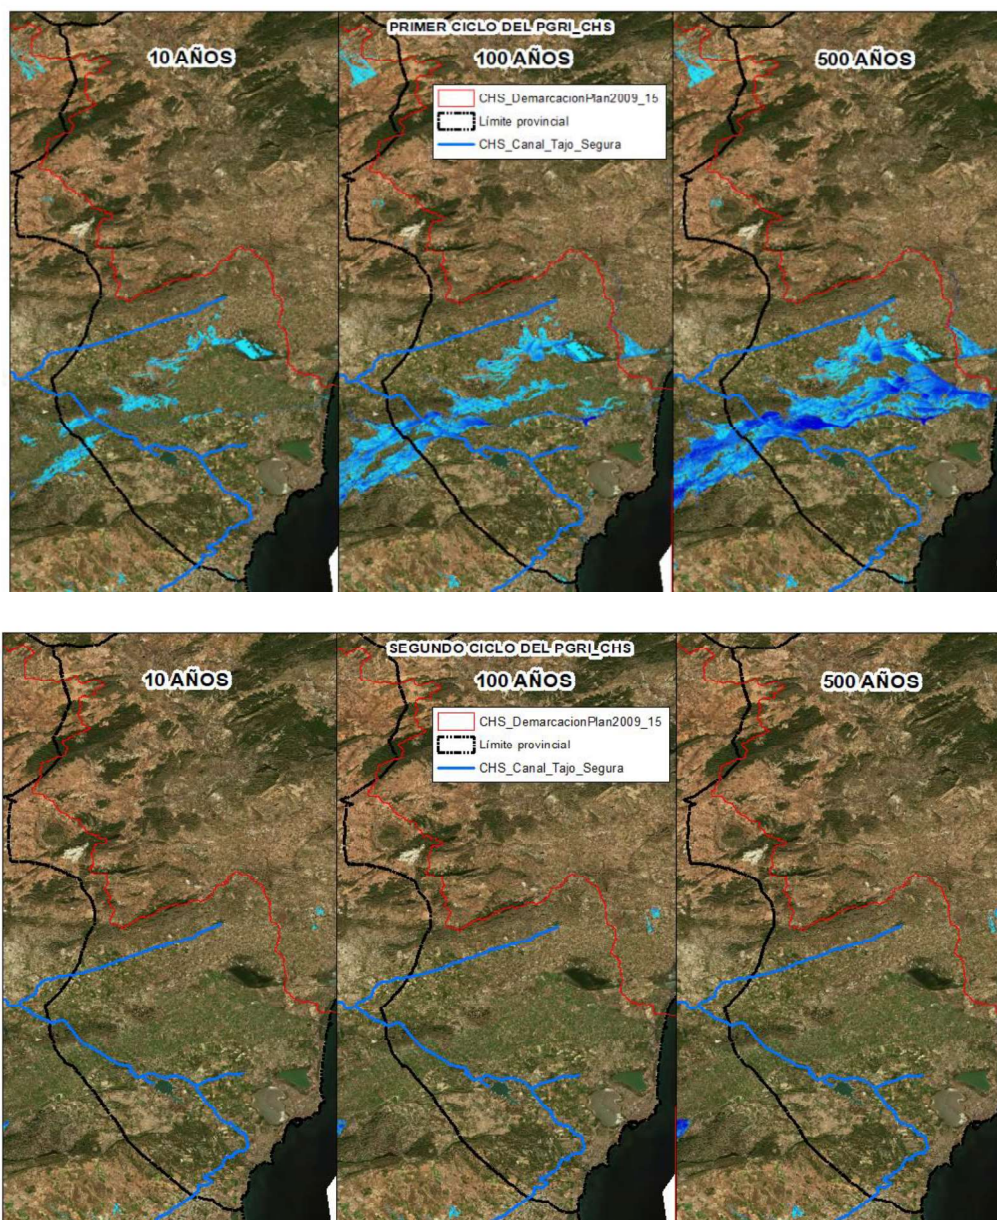 PRIMER CICLO DEL PGRI_CHS
10 AÑOS
100 AÑOS
500 AÑOS
CHS_DemarcacionPlan2009_15
Límite provincial
CHS_Canal_Tajo_Segura
SEGUNDO CICLO DEL PGRI_CHS
10 AÑOS
100 AÑOS
500 AÑOS
CHS_DemarcacionPlan2009_15
Límite provincial
CHS_Canal_Tajo_Segura